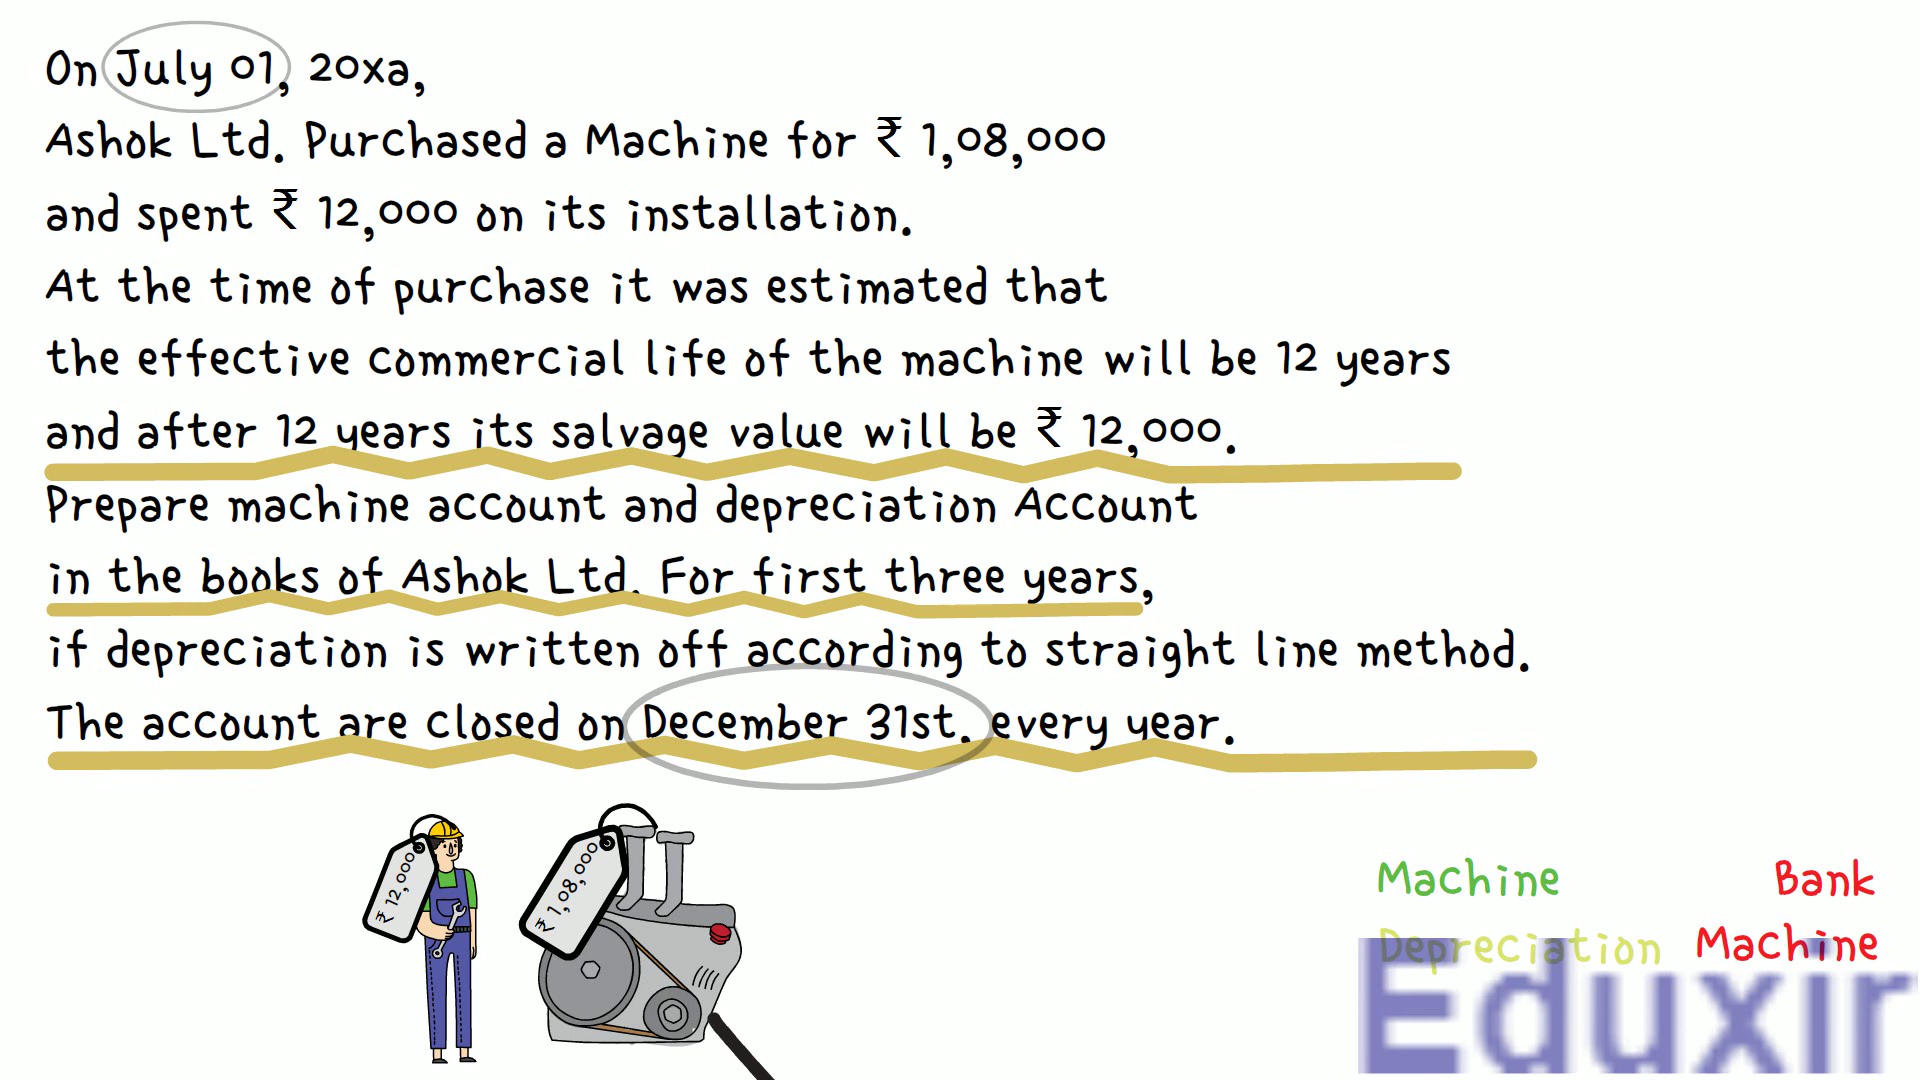 On July 01, 20xa,
Ashok Ltd. Purchased a Machine for ₹ 1,08,000
and spent ₹ 12,000 on its installation.
At the time of purchase it was estimated that
the effective commercial life of the machine will be 12 years
and after 12 years its salvage value will be ₹ 12,000.
Prepare machine account and depreciation Account
in the books of Ashok Ltd. For first three years,
if depreciation is written off according to straight line method.
The account are closed on December 31st. every year.
₹ 12,000
₹ 1,08,000
Machine Bank
Depreciation Machine
Eduxir